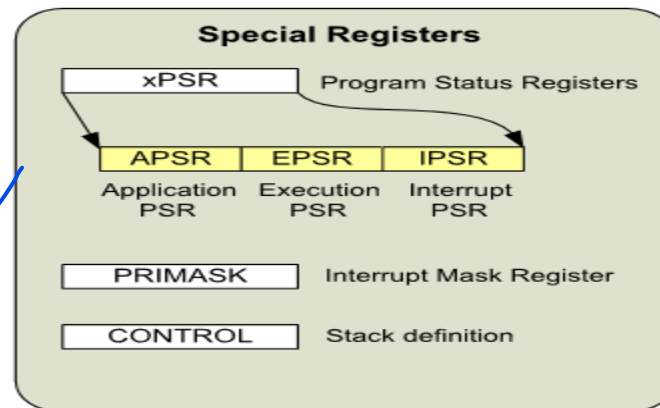 Special Registers
xPSR Program Status Registers
APSR EPSR IPSR
Application Execution Interrupt
PSR PSR PSR
PRIMASK Interrupt Mask Register
CONTROL Stack definition